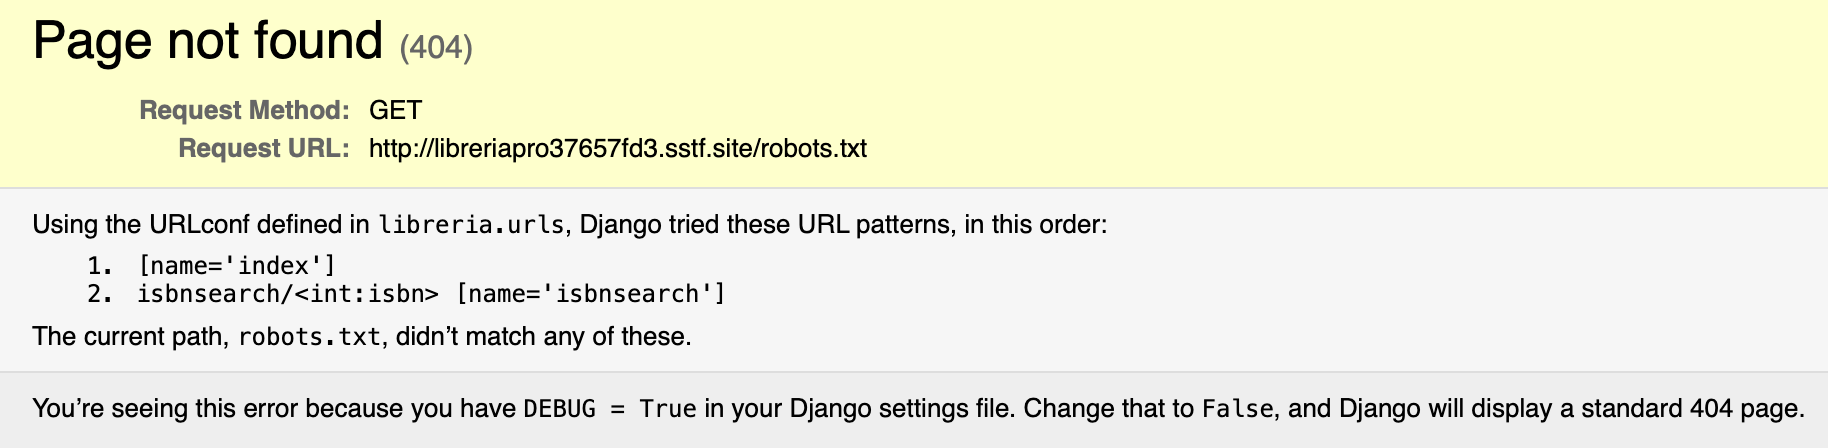 Page not found (404)
Request Method: GET
Request URL: http://libreriapro37657fd3.sstf.site/robots.txt
Using the URLconf defined in libreria.urls, Django tried these URL patterns, in this order:
1. [name='index']
2. isbnsearch/<int:isbn> [name='isbnsearch']
The current path, robots.txt, didn’t match any of these.
You’re seeing this error because you have DEBUG = True in your Django settings file. Change that to False, and Django will display a standard 404 page.